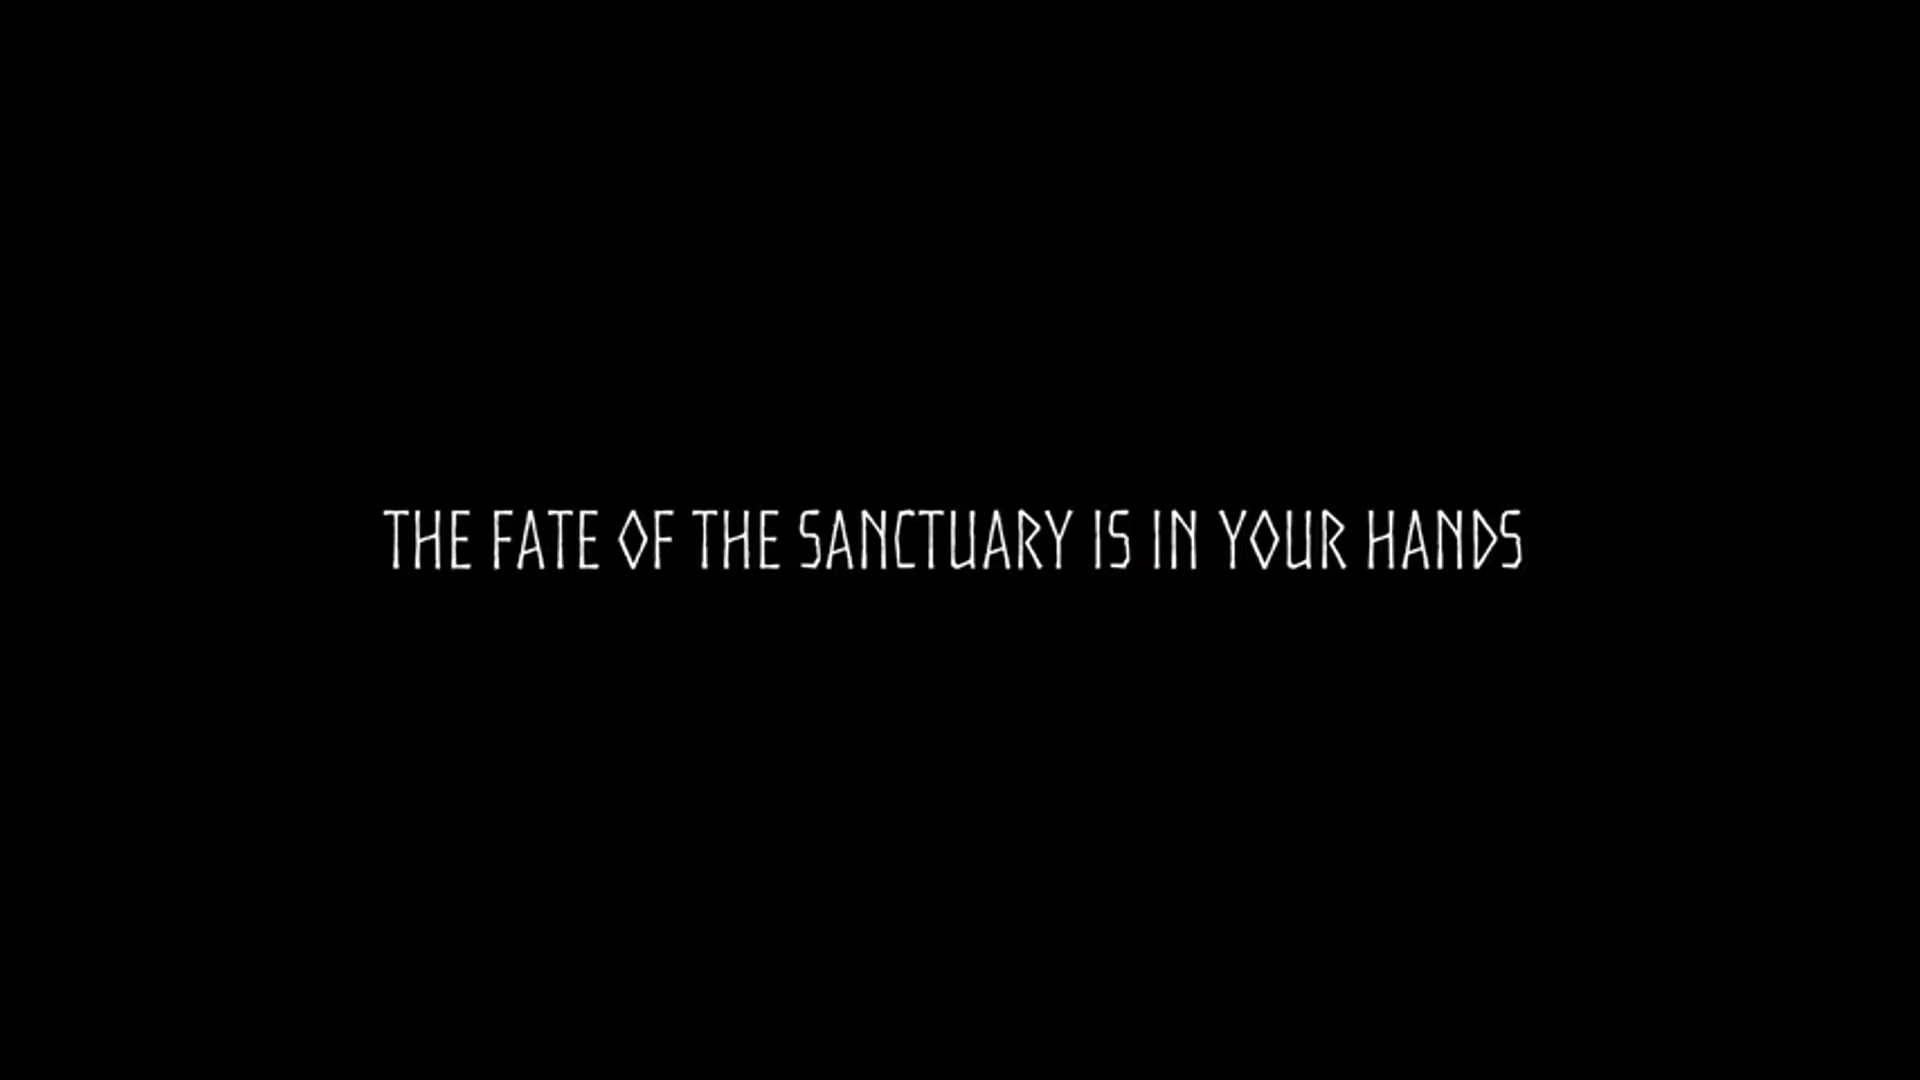 THE FATE OF THE SANCTUARY IS IN YOUR HANDS